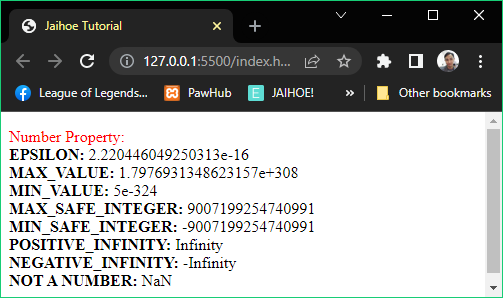 Jaihoe Tutorial
127.0.0.1:5500/index.h...
League of Legends... PawHub JAIHOE! » Other bookmarks
Number Property:
EPSILON: 2.220446049250313e-16
MAX_VALUE: 1.7976931348623157e+308
MIN_VALUE: 5e-324
MAX_SAFE_INTEGER: 9007199254740991
MIN_SAFE_INTEGER: -9007199254740991
POSITIVE_INFINITY: Infinity
NEGATIVE_INFINITY: -Infinity
NOT A NUMBER: NaN